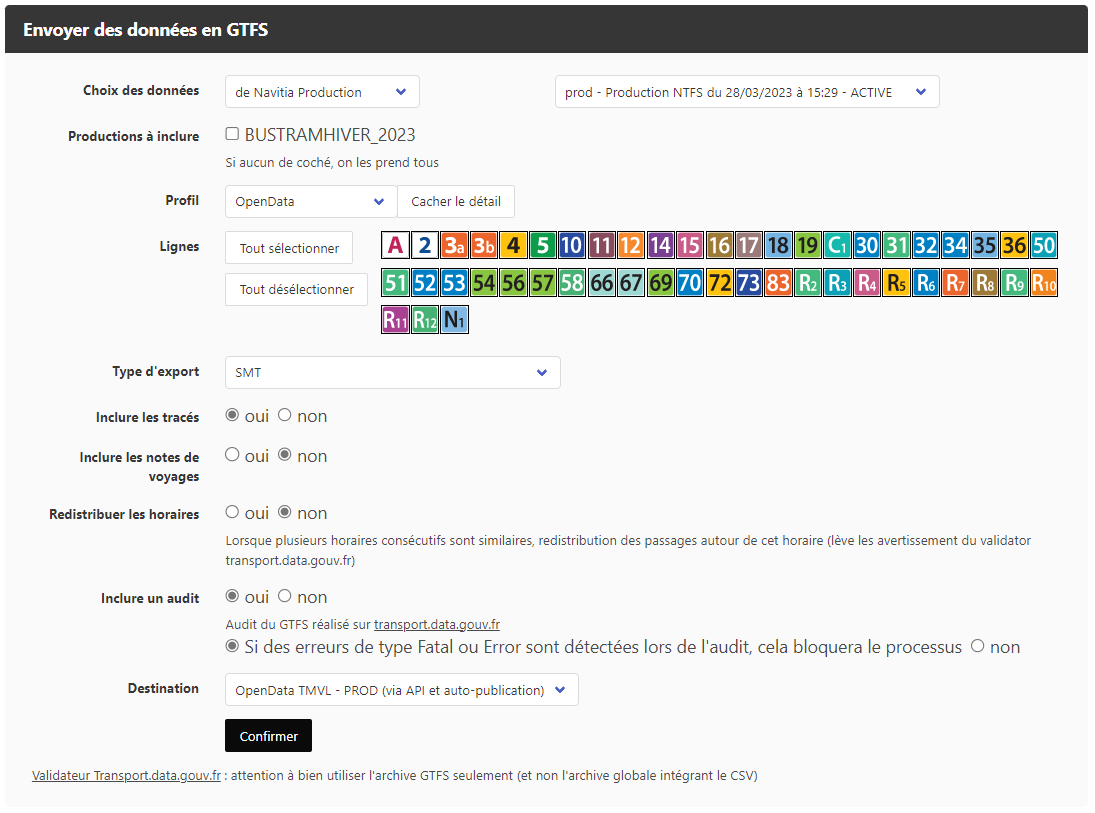 Envoyer des données en GTFS
Choix des données de Navitia Production prod - Production NTFS du 28/03/2023 à 15:29 - ACTIVE
Productions à inclure BUSTRAMHIVER_2023
Si aucun de coché, on les prend tous
Profil OpenData Cacher le détail
Lignes Tout sélectionner A 2 3a 3b 4 5 10 11 12 14 15 16 17 18 19 C1 30 31 32 34 35 36 50
Tout désélectionner 51 52 53 54 56 57 58 66 67 69 70 72 73 83 R2 R3 R4 R5 R6 R7 R8 R9 R10
R11 R12 N1
Type d'export SMT
Inclure les tracés oui non
Inclure les notes de oui non
voyages
Redistribuer les horaires oui non
Lorsque plusieurs horaires consécutifs sont similaires, redistribution des passages autour de cet horaire (lève les avertissement du validator
transport.data.gouv.fr)
Inclure un audit oui non
Audit du GTFS réalisé sur transport.data.gouv.fr
Si des erreurs de type Fatal ou Error sont détectées lors de l'audit, cela bloquera le processus non
Destination OpenData TMVL - PROD (via API et auto-publication)
Confirmer
Validateur Transport.data.gouv.fr : attention à bien utiliser l'archive GTFS seulement (et non l'archive globale intégrant le CSV)